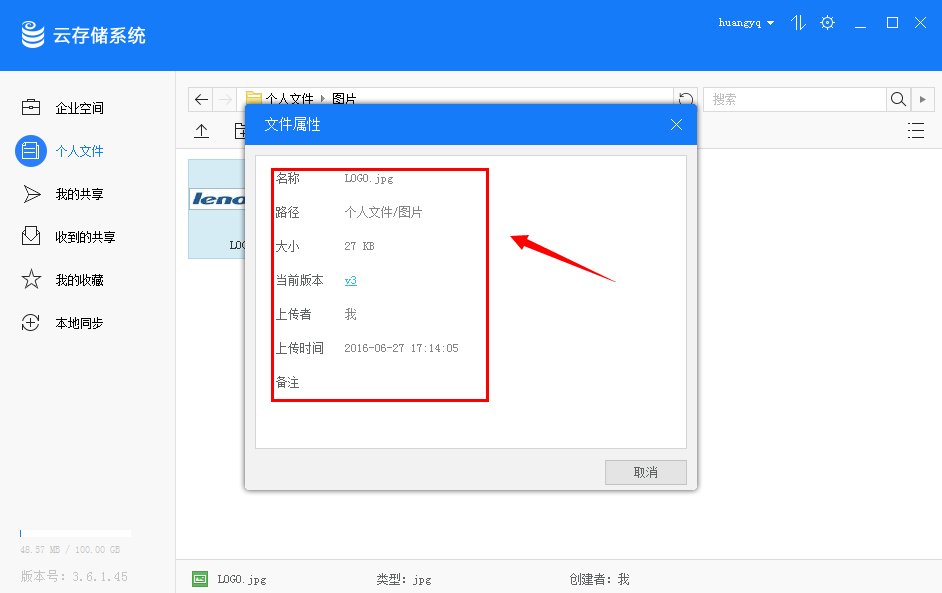 云存储系统
huangyq
企业空间
个人文件
我的共享
收到的共享
我的收藏
本地同步
48.57 MB / 100.00 GB
版本号: 3.6.1.45
个人文件 图片
搜索
leno
LOG
文件属性
名称 LOGO.jpg
路径 个人文件/图片
大小 27 KB
当前版本 v3
上传者 我
上传时间 2016-06-27 17:14:05
备注
取消
LOGO.jpg 类型: jpg 创建者: 我